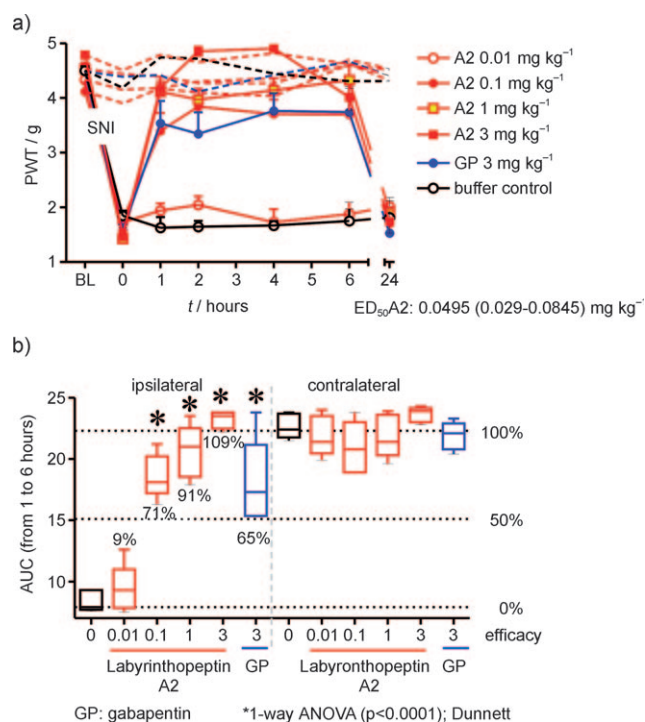 a)
5
4
3
2
1
PWT / g
SNI
BL 0 1 2 3 4 5 6 24
t / hours
A2 0.01 mg kg⁻¹
A2 0.1 mg kg⁻¹
A2 1 mg kg⁻¹
A2 3 mg kg⁻¹
GP 3 mg kg⁻¹
buffer control
ED₅₀A2: 0.0495 (0.029-0.0845) mg kg⁻
b)
ipsilateral contralateral
25
20
15
10
AUC (from 1 to 6 hours)
* * * *
9% 71% 91% 109% 65%
100%
50%
0%
0 0.01 0.1 1 3 3 0 0.01 0.1 1 3 3 efficacy
Labyrinthopeptin GP Labyronthopeptin GP
A2 A2
GP: gabapentin *1-way ANOVA (p<0.0001); Dunnett